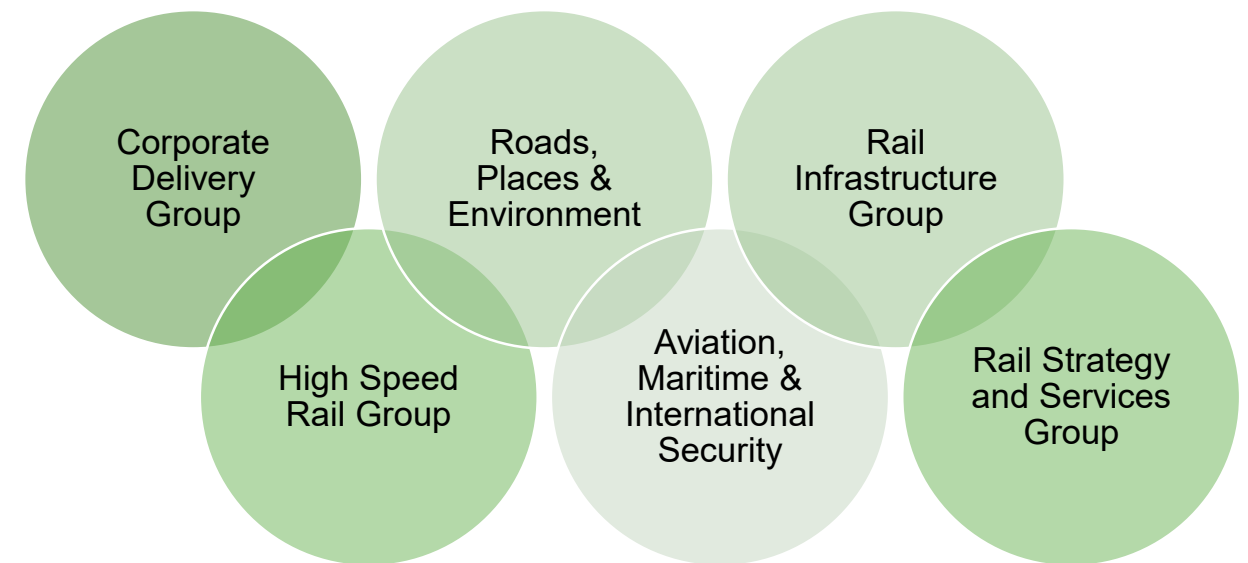 Corporate
Delivery
Group
Roads,
Places &
Environment
Rail
Infrastructure
Group
High Speed
Rail Group
Aviation,
Maritime &
International
Security
Rail Strategy
and Services
Group